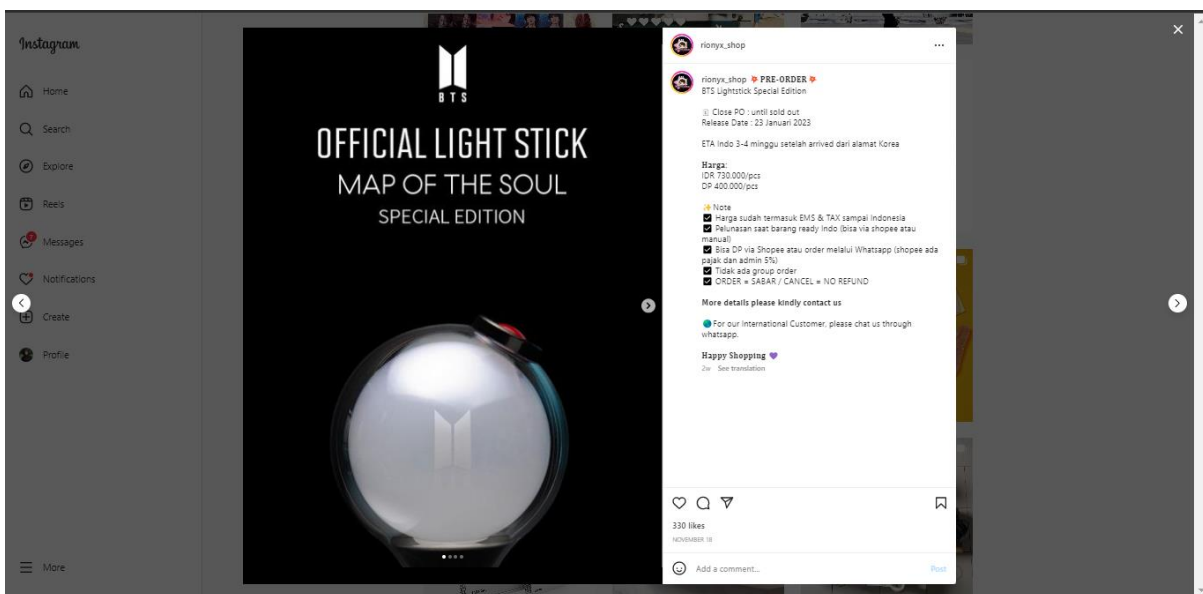 Instagram
Home
Search
Explore
Reels
Messages
Notifications
Create
Profile
More
BTS
OFFICIAL LIGHT STICK
MAP OF THE SOUL
SPECIAL EDITION
rionyx_shop
rionyx_shop PRE-ORDER
BTS Lightstick Special Edition
Close PO : until sold out
Release Date : 23 Januari 2023
ETA Indo 3-4 minggu setelah arrived dari alamat Korea
Harga:
IDR 730.000/pcs
DP 400.000/pcs
Note
Harga sudah termasuk EMS & TAX sampai Indonesia
Pelunasan saat barang ready Indo (bisa via shopee atau
manual)
Bisa DP via Shopee atau order melalui Whatsapp (shopee ada
pajak dan admin 5%)
Tidak ada group order
ORDER = SABAR / CANCEL = NO REFUND
More details please kindly contact us
For our International Customer, please chat us through
whatsapp.
Happy Shopping
2w See translation
330 likes
NOVEMBER 18
Add a comment...
Post